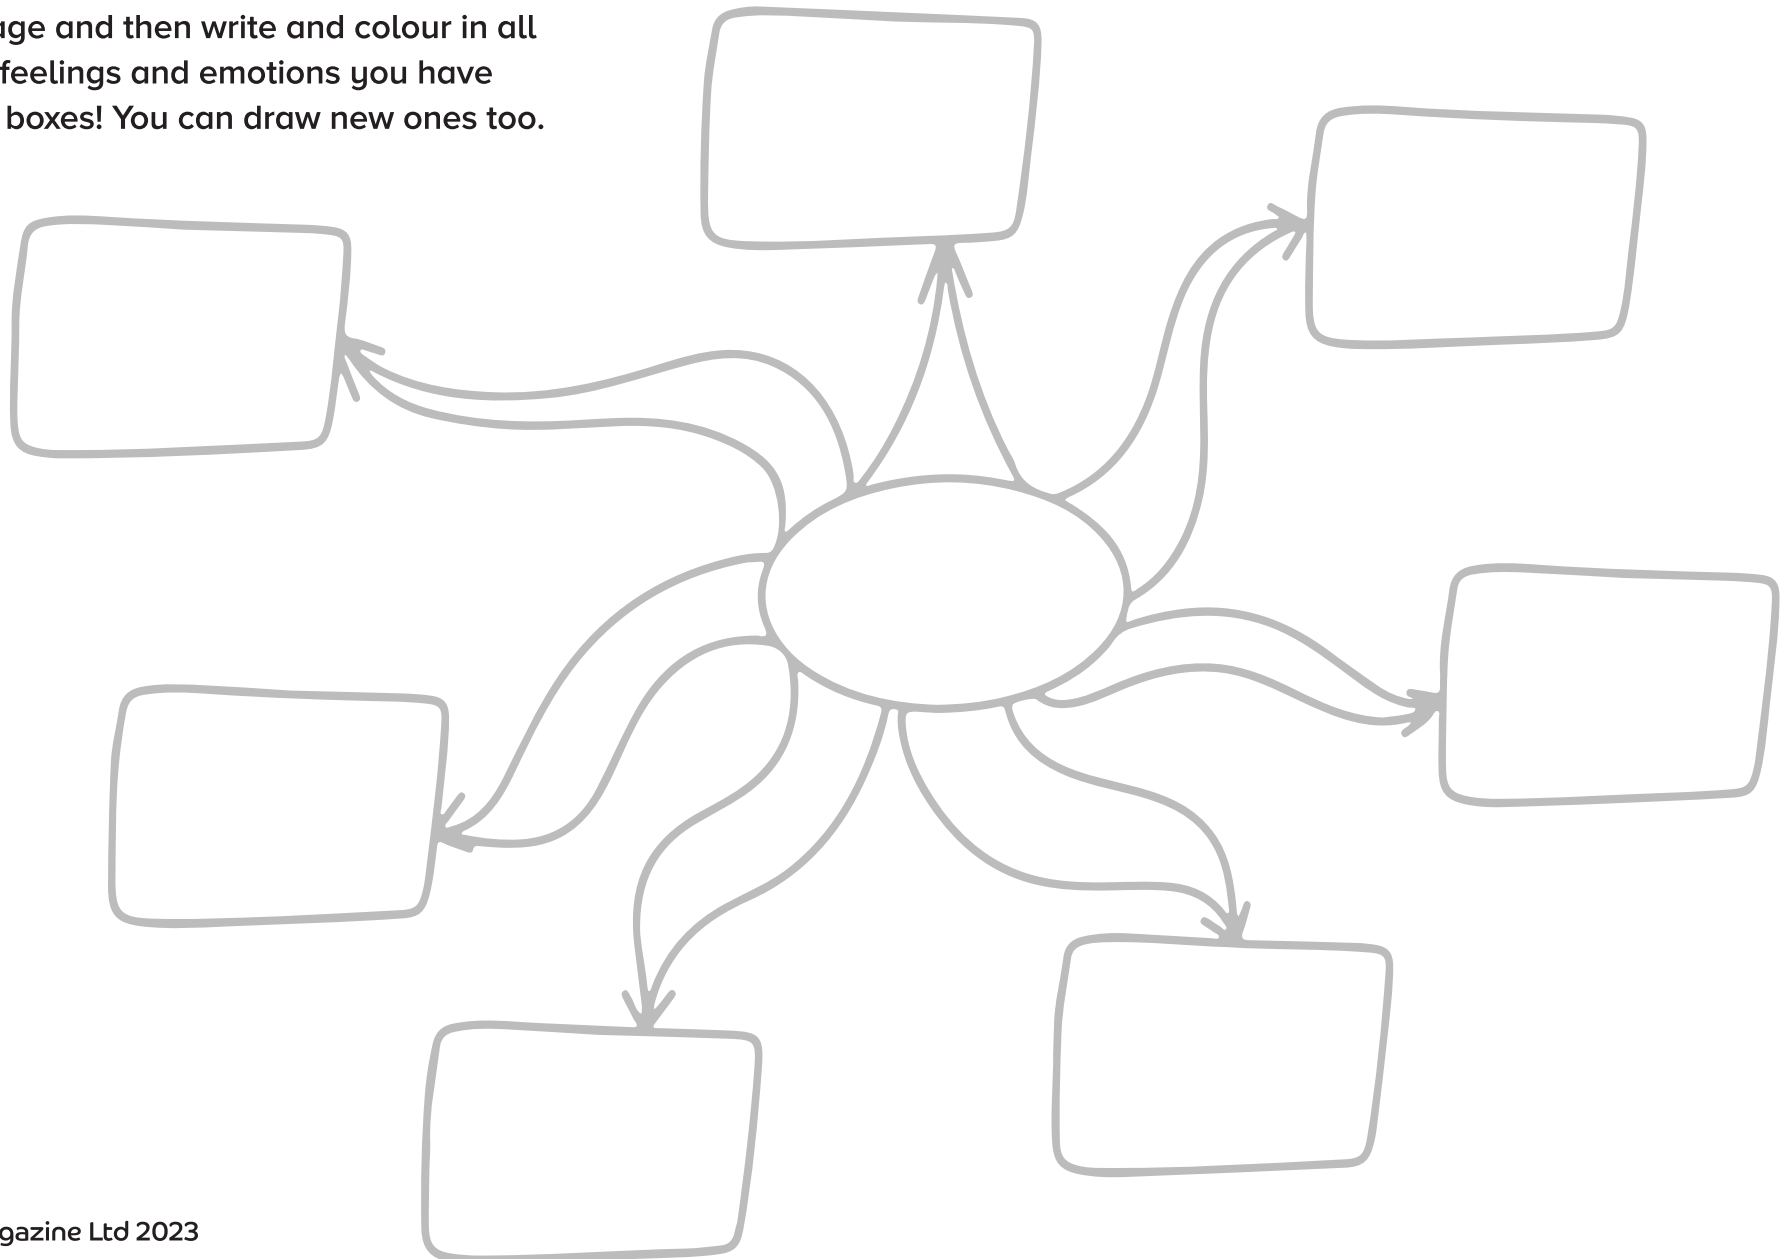 age and then write and colour in all
feelings and emotions you have
boxes! You can draw new ones too.
gazine Ltd 2023